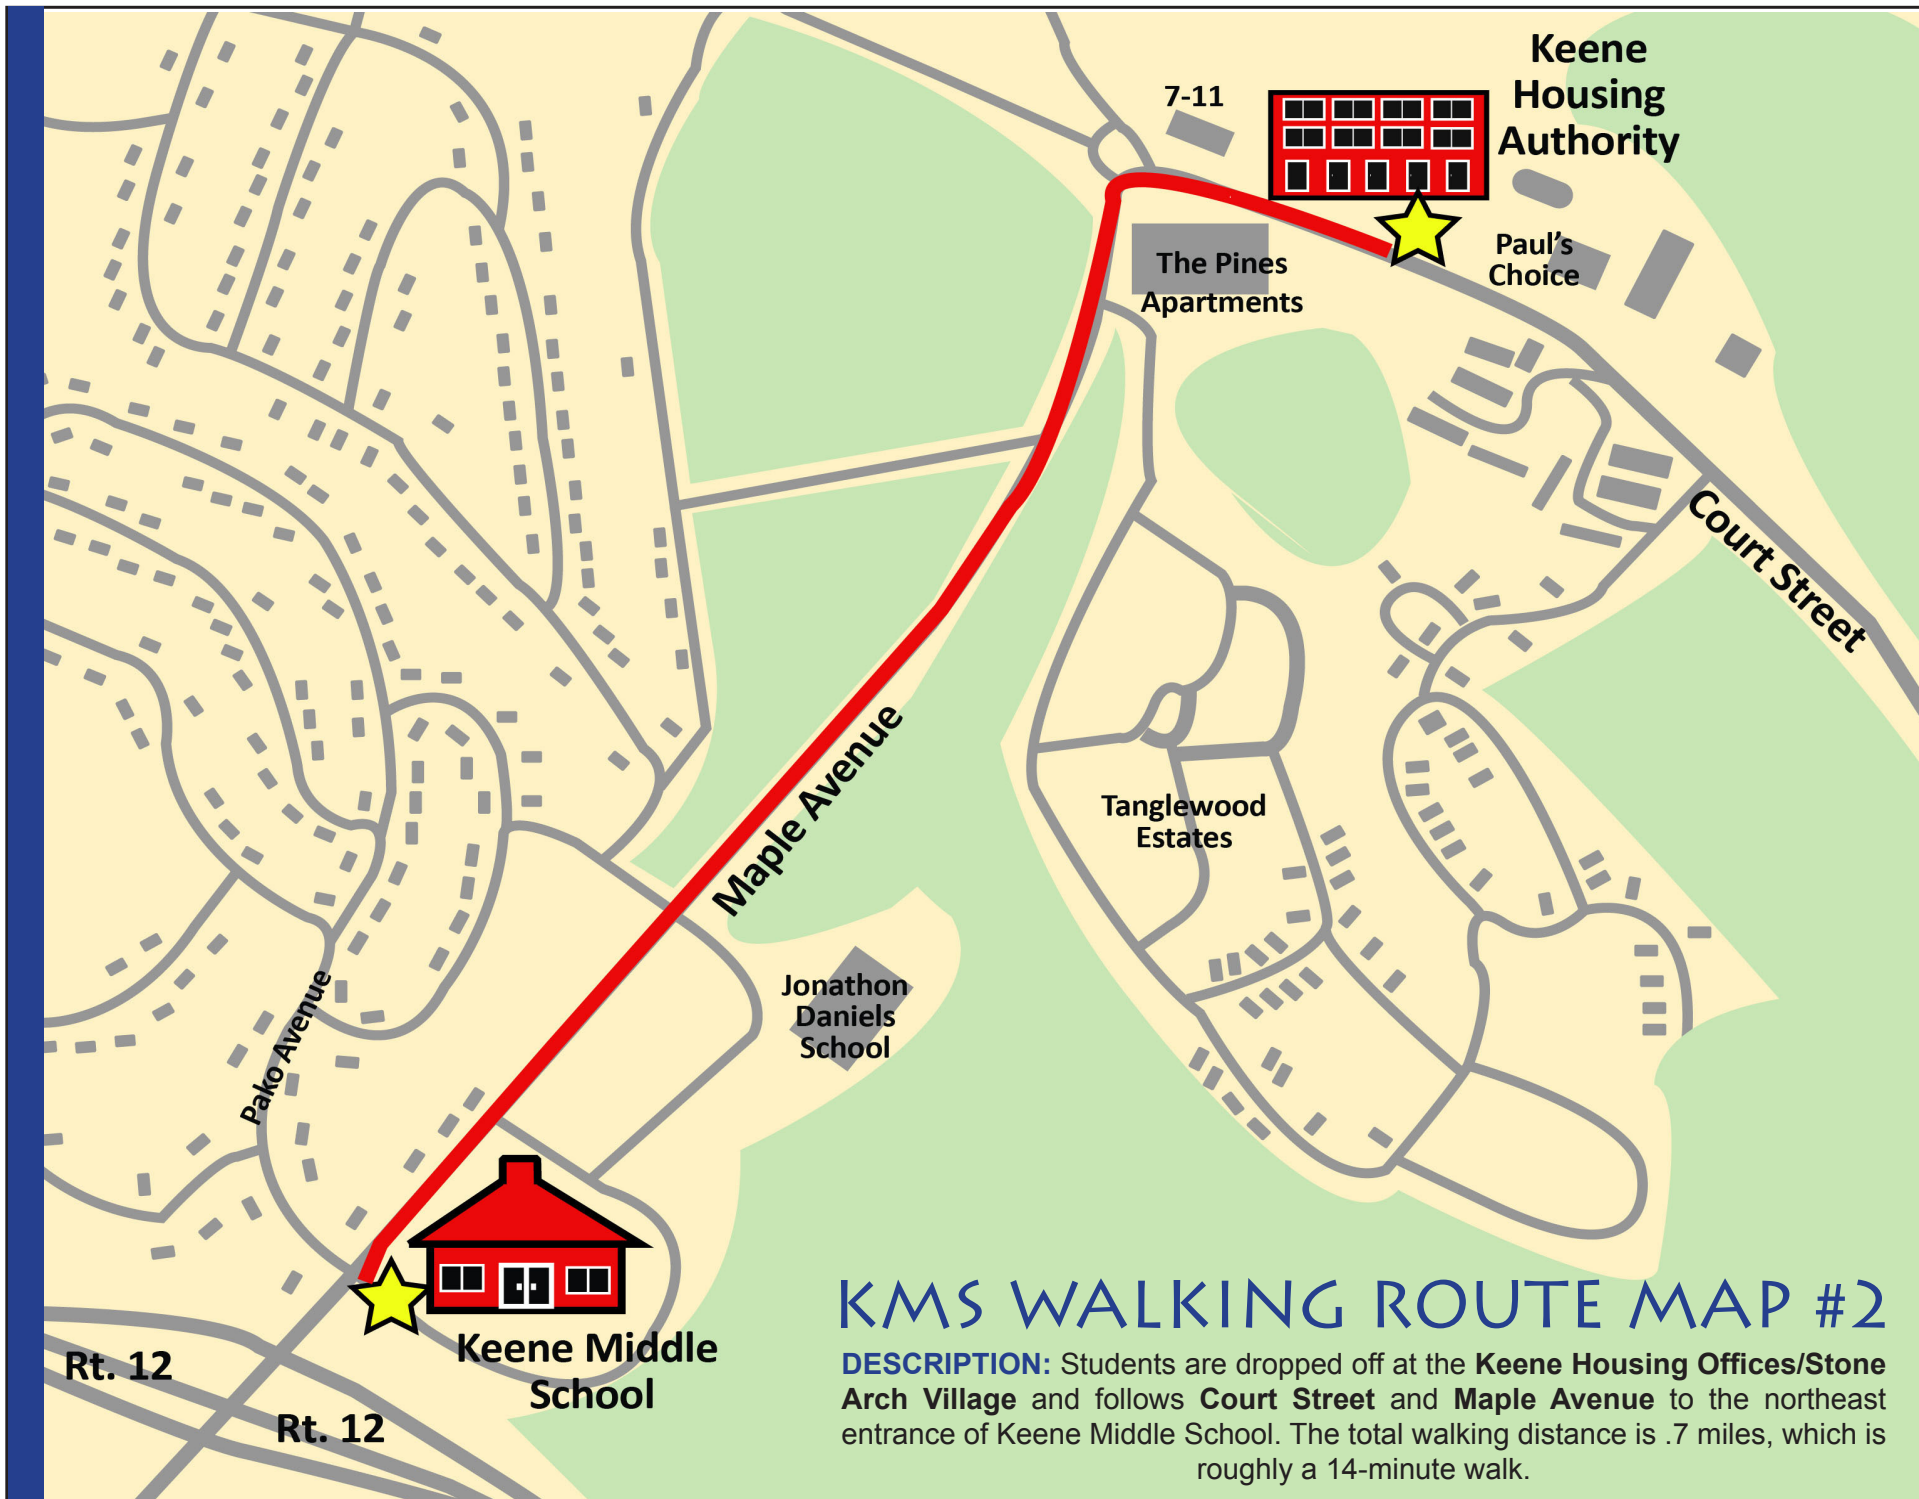 Keene
Housing
Authority
7-11
Paul's
Choice
The Pines
Apartments
Court Street
Maple Avenue
Tanglewood
Estates
Jonathon
Daniels
School
Pako Avenue
Keene Middle
School
Rt. 12
Rt. 12
KMS WALKING ROUTE MAP #2
DESCRIPTION: Students are dropped off at the Keene Housing Offices/Stone
Arch Village and follows Court Street and Maple Avenue to the northeast
entrance of Keene Middle School. The total walking distance is .7 miles, which is
roughly a 14-minute walk.